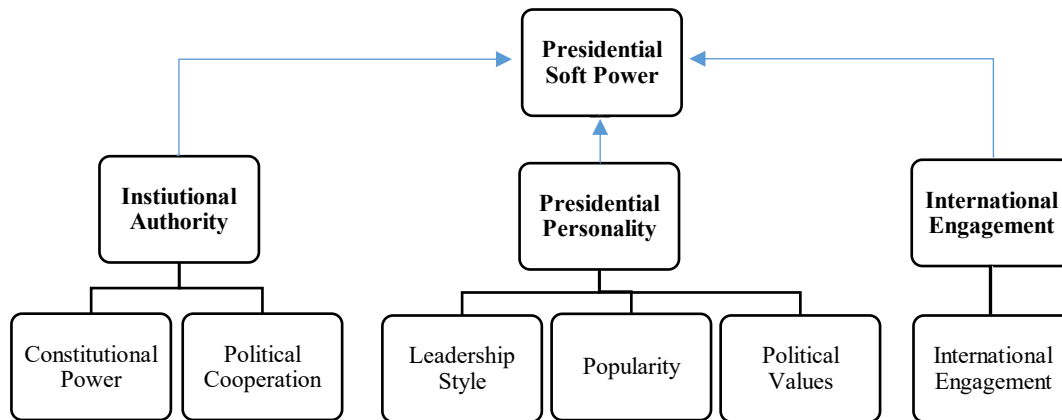 Presidential
Soft Power
Instiutional
Authority
Presidential
Personality
International
Engagement
Constitutional
Power
Political
Cooperation
Leadership
Style
Popularity
Political
Values
International
Engagement